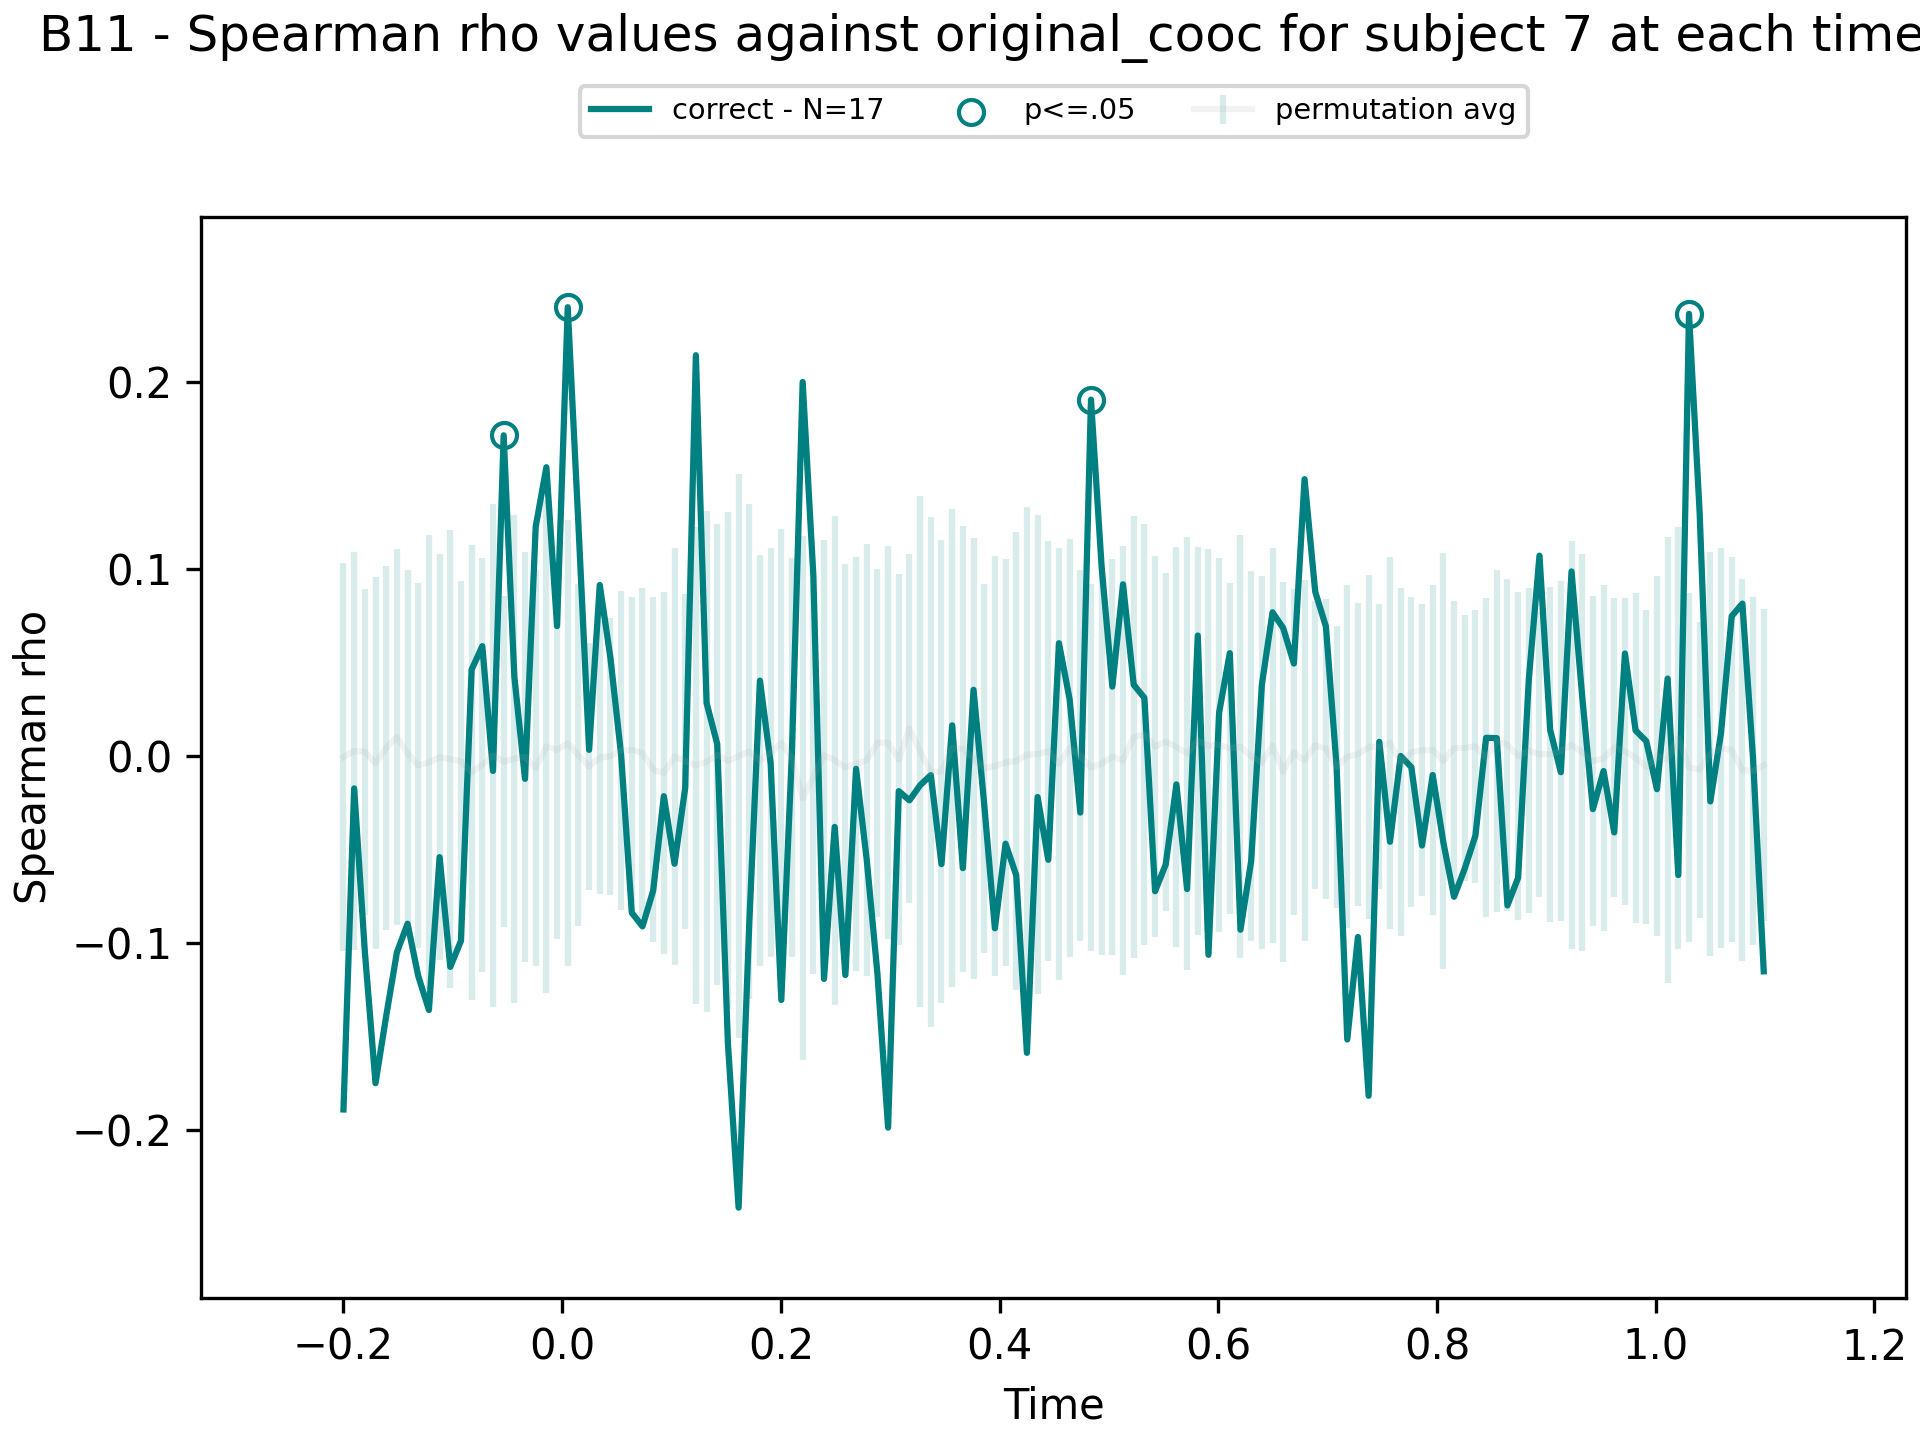 B11 - Spearman rho values against original_cooc for subject 7 at each time
correct - N=17 p<=.05 permutation avg
Spearman rho
0.2
0.1
0.0
−0.1
−0.2
−0.2 0.0 0.2 0.4 0.6 0.8 1.0 1.2
Time